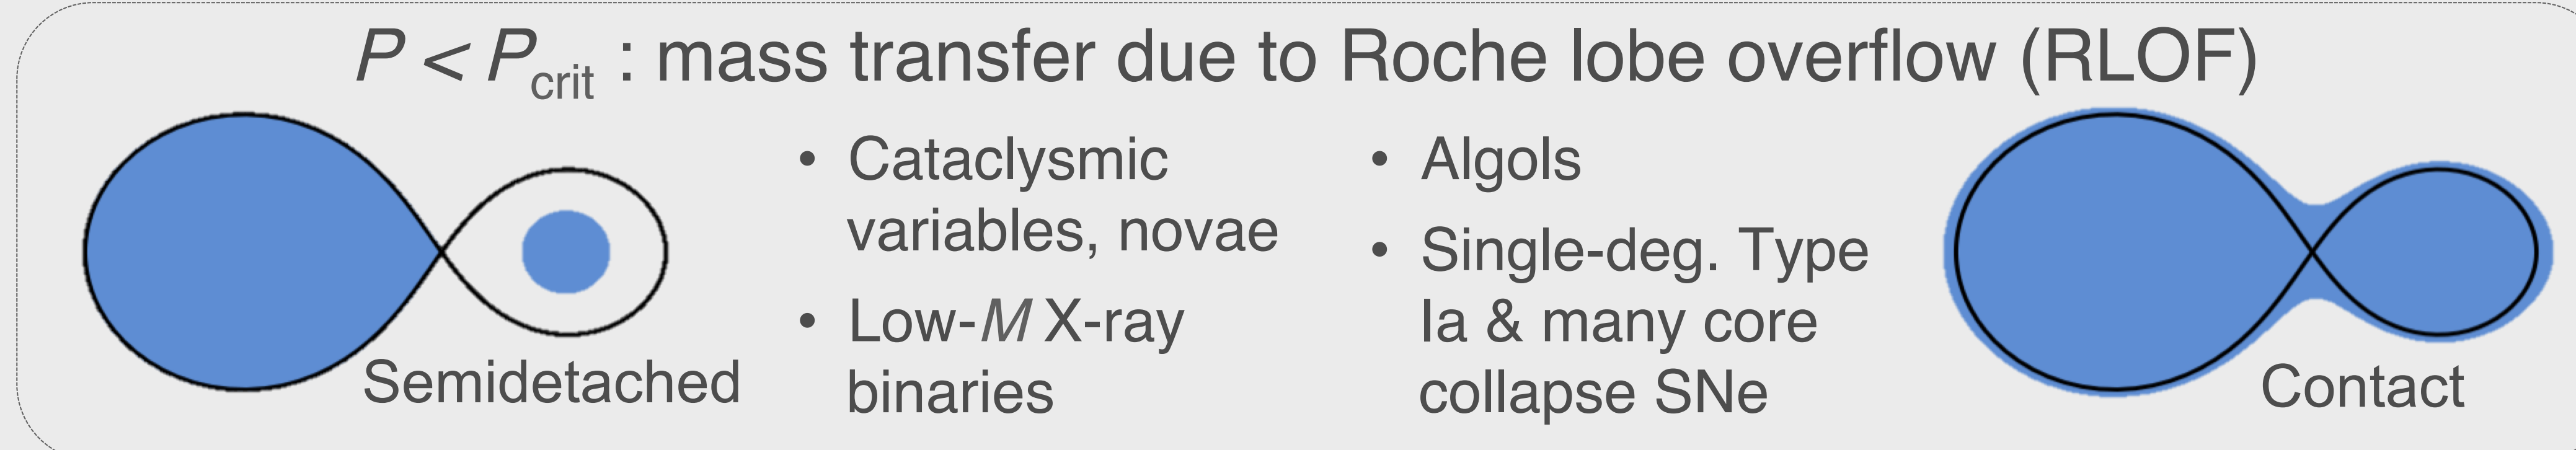 P < Pcrit : mass transfer due to Roche lobe overflow (RLOF)
• Cataclysmic
variables, novae
• Low-M X-ray
binaries
• Algols
• Single-deg. Type
Ia & many core
collapse SNe
Semidetached
Contact